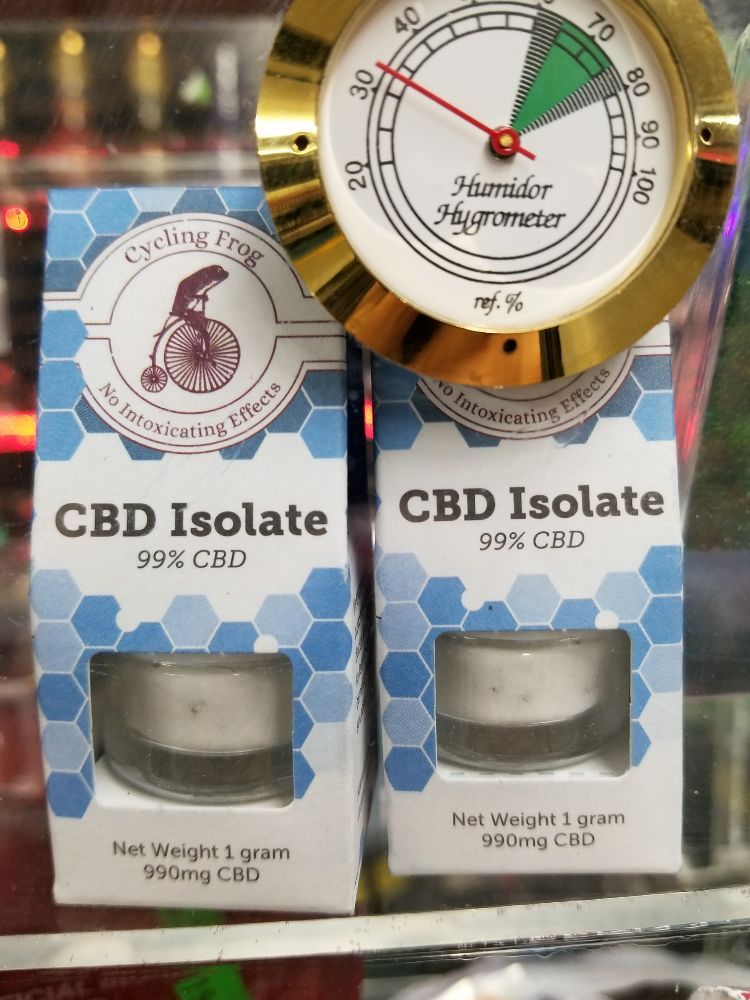 40
70
30
80
90
20
100
Humidor
Hygrometer
ref. %
Cycling Frog
No Intoxicating Effects
CBD Isolate
99% CBD
Net Weight 1 gram
990mg CBD
No Intoxicating Effects
CBD Isolate
99% CBD
Net Weight 1 gram
990mg CBD